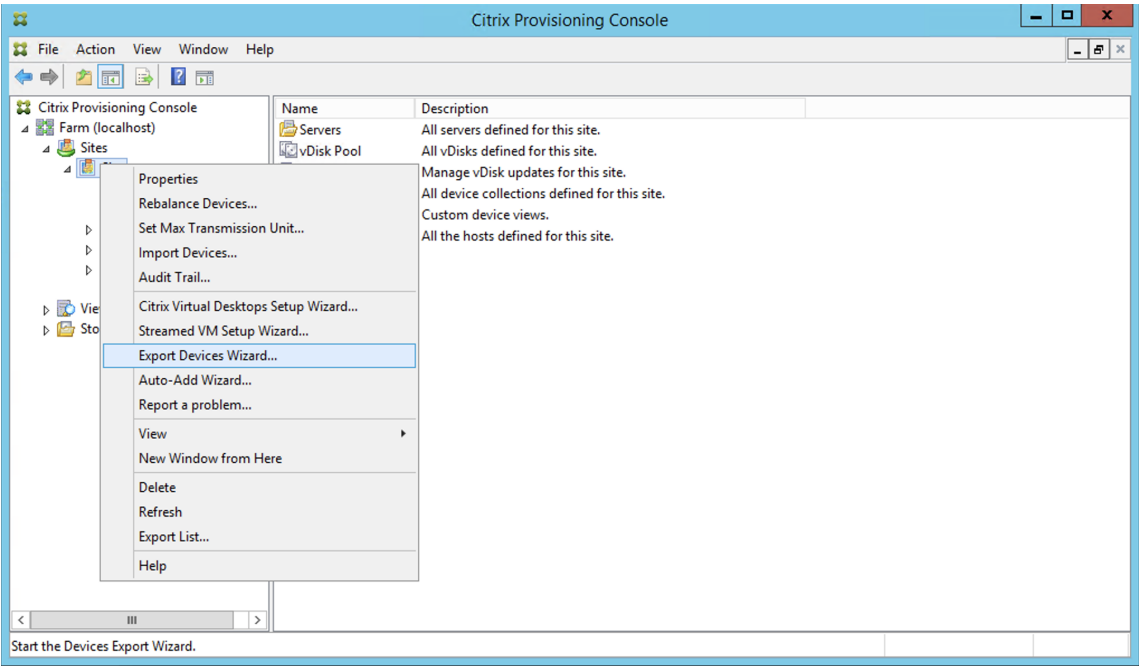 Citrix Provisioning Console
File Action View Window Help
Citrix Provisioning Console
Farm (localhost)
Sites
Name Description
Servers All servers defined for this site.
vDisk Pool All vDisks defined for this site.
Manage vDisk updates for this site.
All device collections defined for this site.
Custom device views.
All the hosts defined for this site.
Properties
Rebalance Devices...
Set Max Transmission Unit...
Import Devices...
Audit Trail...
Citrix Virtual Desktops Setup Wizard...
Streamed VM Setup Wizard...
Export Devices Wizard...
Auto-Add Wizard...
Report a problem...
View
New Window from Here
Delete
Refresh
Export List...
Help
Start the Devices Export Wizard.